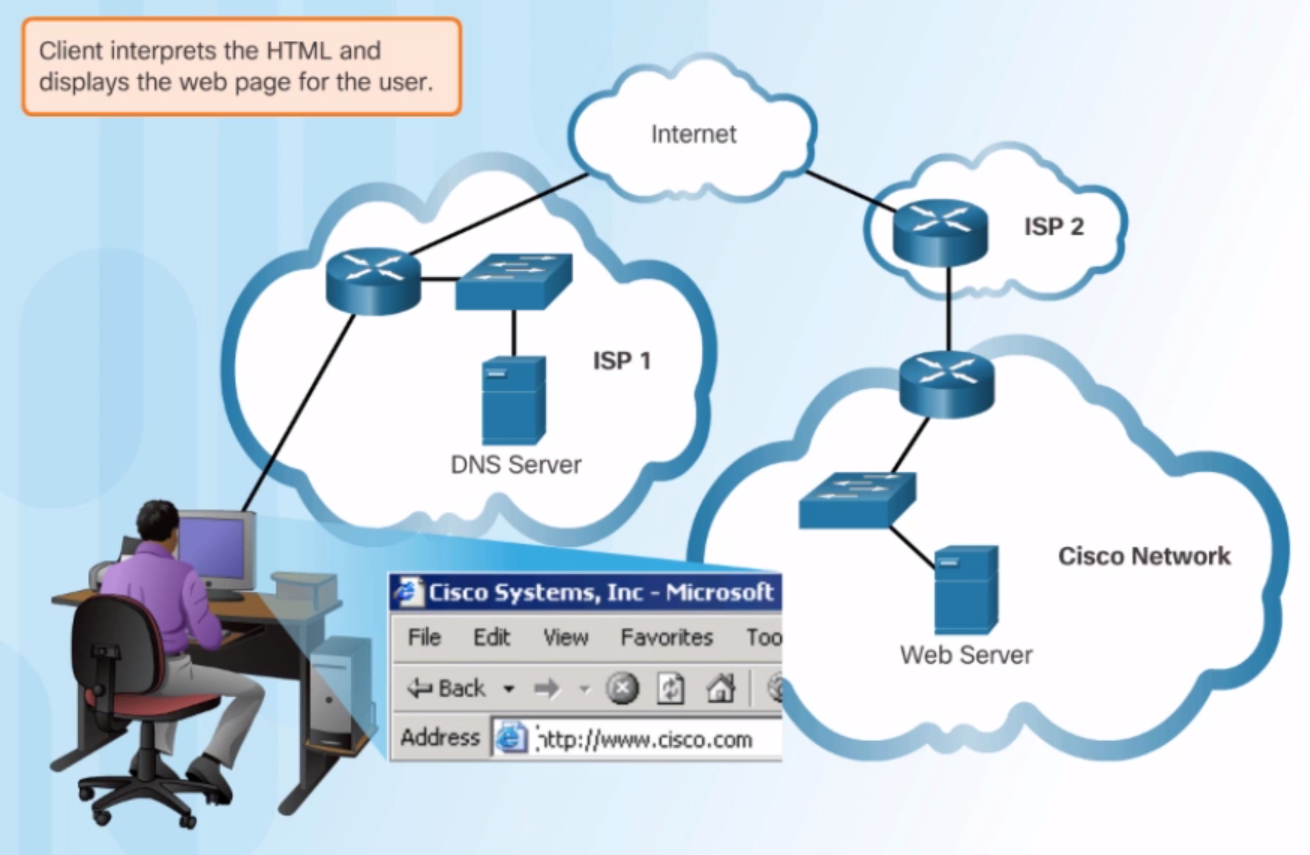 Client interprets the HTML and
displays the web page for the user.
Internet
ISP 2
ISP 1
DNS Server
Cisco Network
Web Server
Cisco Systems, Inc - Microsoft
File Edit View Favorites Too
Back
Address http://www.cisco.com